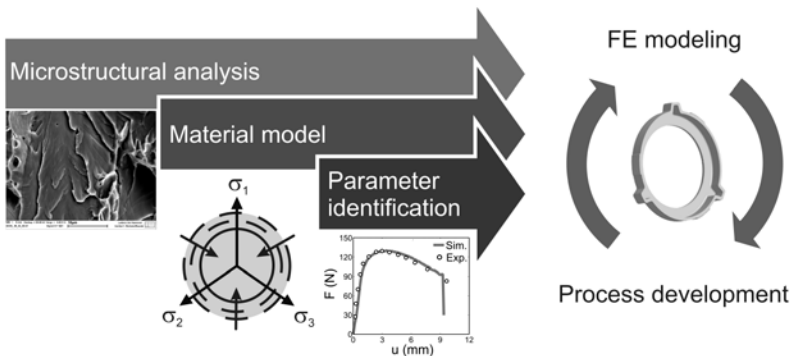 Microstructural analysis
Material model
Parameter
identification
FE modeling
Process development
σ1
σ2
σ3
F (N)
150
120
90
60
30
0
0
3
6
9
12
u (mm)
Sim.
Exp.